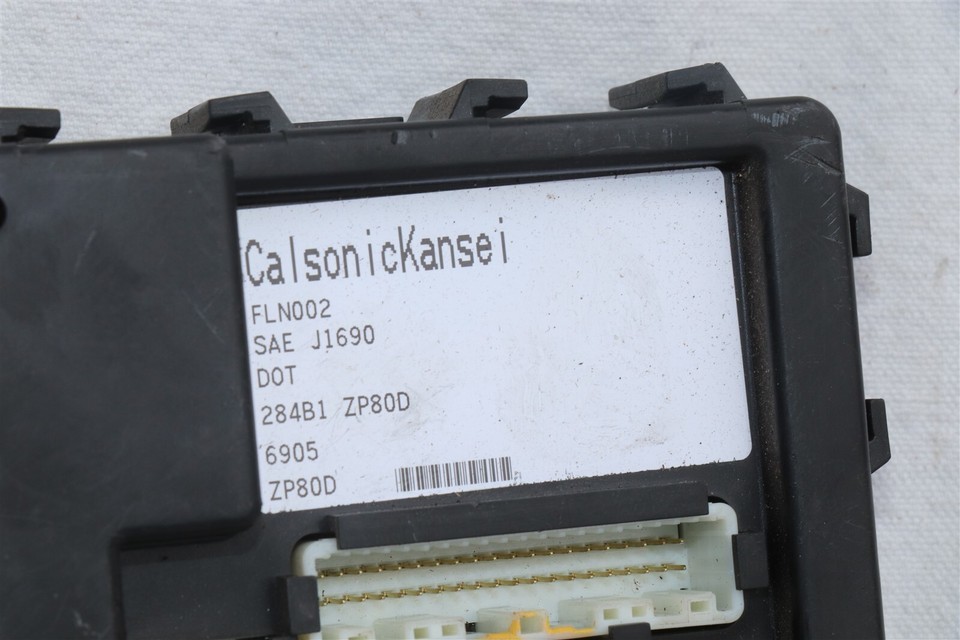 CalsonicKansei
FLN002
SAE J1690
DOT
284B1 ZP80D
6905
ZP80D